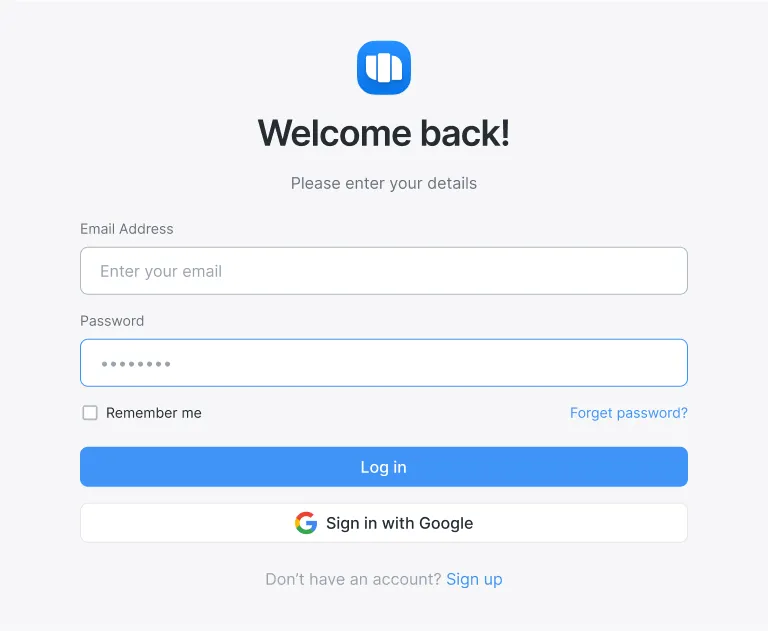 Welcome back!
Please enter your details
Email Address
Enter your email
Password
••••••••
Remember me
Forget password?
Log in
Sign in with Google
Don’t have an account? Sign up